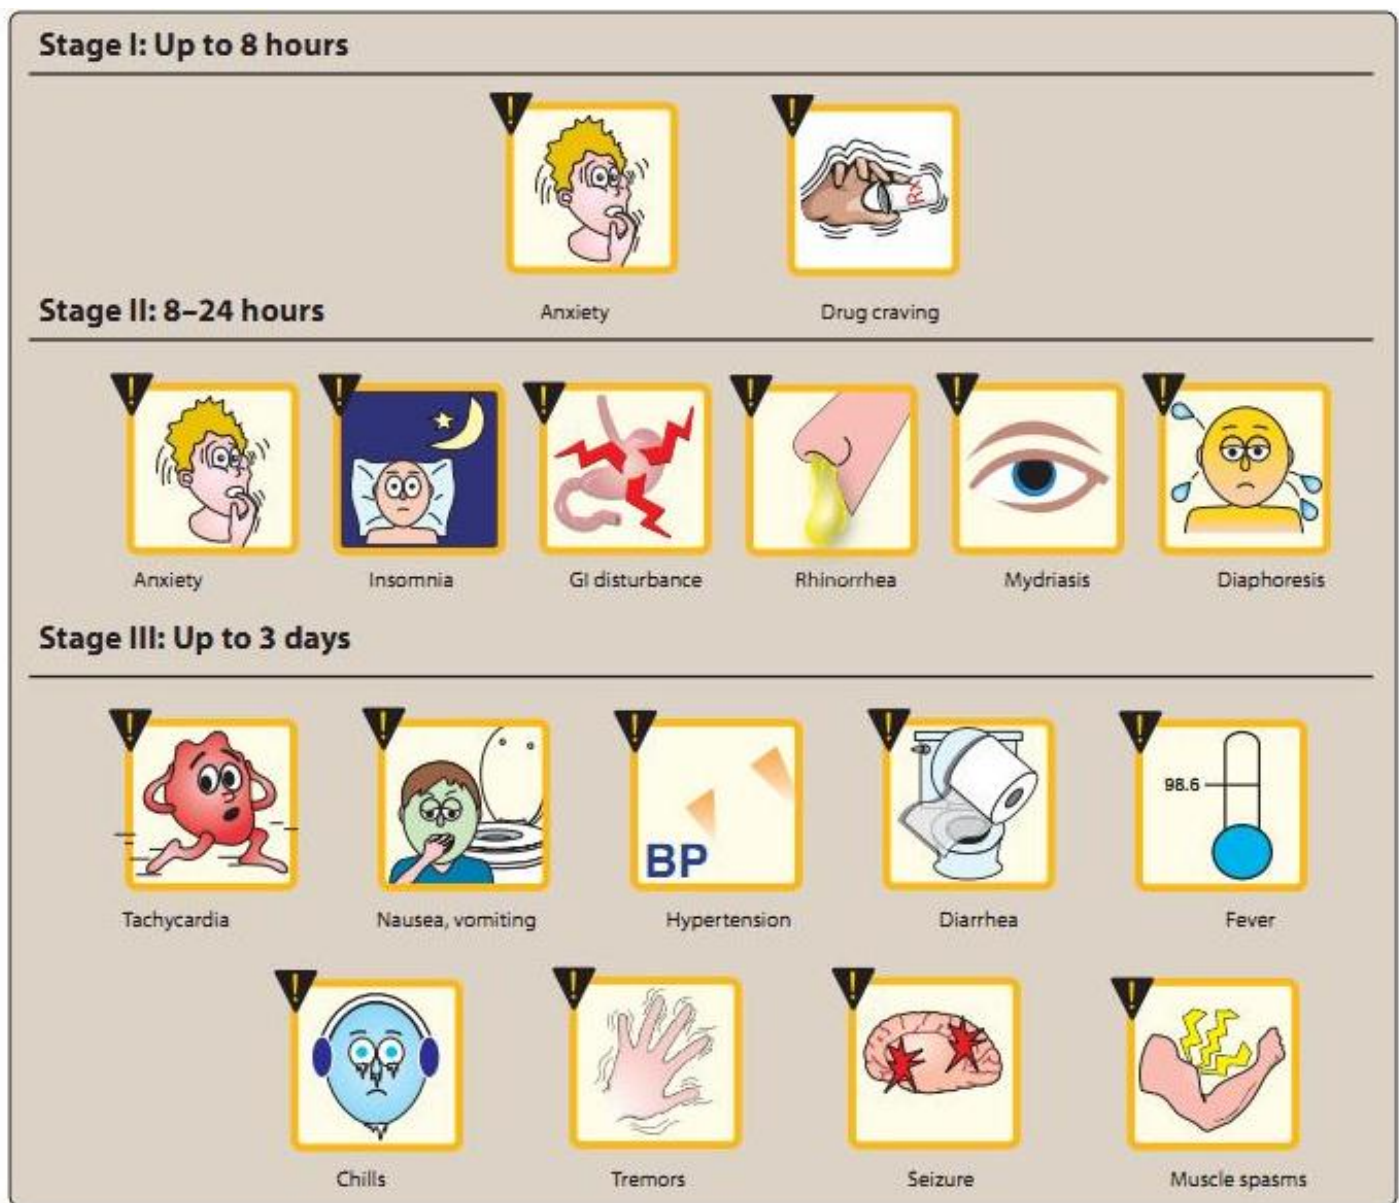 Stage I: Up to 8 hours
!
!
RX
Anxiety
Drug craving
Stage II: 8–24 hours
!
!
!
!
!
!
Anxiety
Insomnia
GI disturbance
Rhinorrhea
Mydriasis
Diaphoresis
Stage III: Up to 3 days
!
!
!
!
!
98.6
BP
Tachycardia
Nausea, vomiting
Hypertension
Diarrhea
Fever
!
!
!
!
Chills
Tremors
Seizure
Muscle spasms